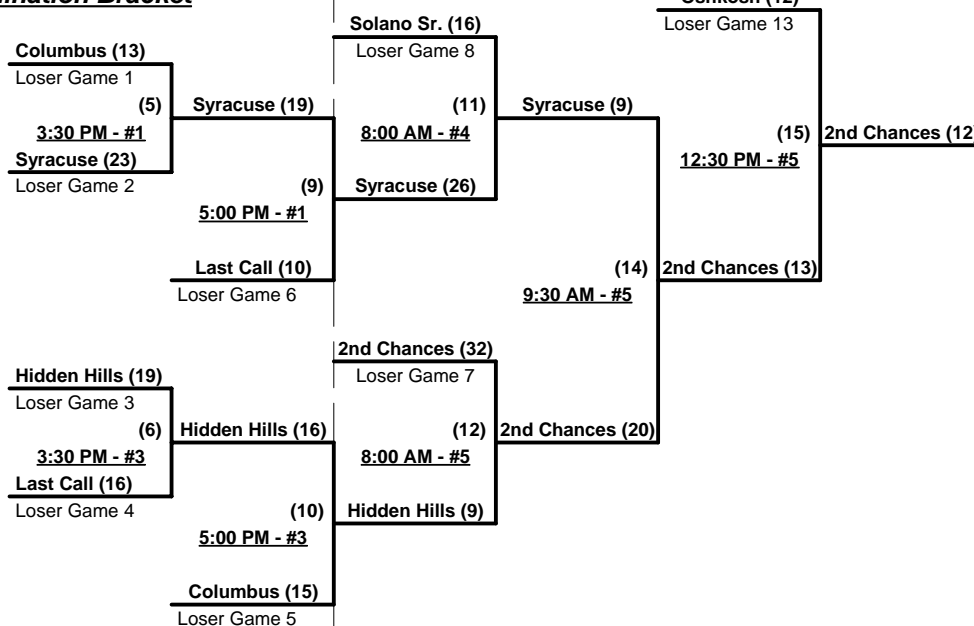 ination Bracket
Oshkosh (12)
Loser Game 13
Solano Sr. (16)
Loser Game 8
Columbus (13)
Loser Game 1
(5)
3:30 PM - #1
Syracuse (19)
(11)
8:00 AM - #4
Syracuse (9)
(15)
12:30 PM - #5
2nd Chances (12)
Syracuse (23)
Loser Game 2
(9)
5:00 PM - #1
Syracuse (26)
Last Call (10)
Loser Game 6
(14)
9:30 AM - #5
2nd Chances (13)
2nd Chances (32)
Loser Game 7
Hidden Hills (19)
Loser Game 3
(6)
3:30 PM - #3
Hidden Hills (16)
(12)
8:00 AM - #5
2nd Chances (20)
Last Call (16)
Loser Game 4
(10)
5:00 PM - #3
Hidden Hills (9)
Columbus (15)
Loser Game 5